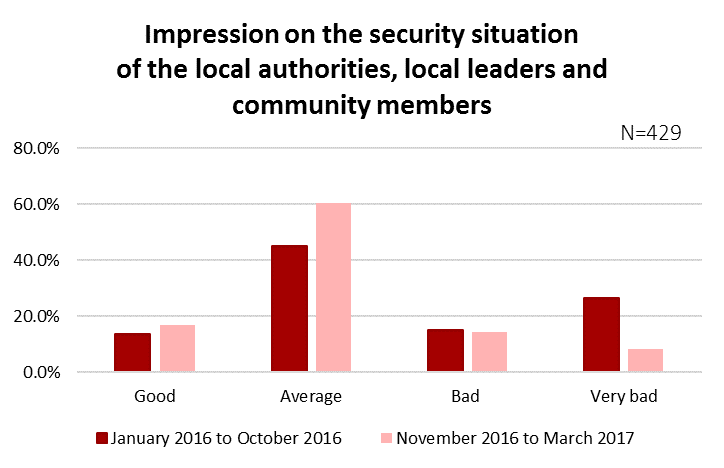 Impression on the security situation
of the local authorities, local leaders and
community members
N=429
80.0%
60.0%
40.0%
20.0%
0.0%
Good Average Bad Very bad
January 2016 to October 2016 November 2016 to March 2017